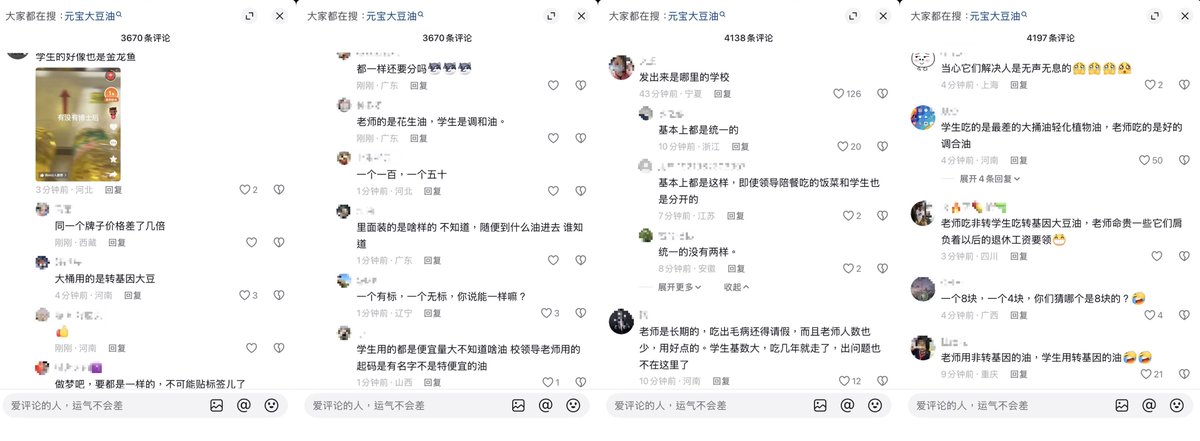 大家都在搜：元宝大豆油
3670条评论
学生的好像也是金龙鱼
有没有博士后
3分钟前·河北 回复
2
同一个牌子价格差了几倍
刚刚·西藏 回复
大桶用的是转基因大豆
4分钟前·河南 回复
3
👍
刚刚·河南 回复
做梦吧，要都是一样的，不可能贴标签儿了
爱评论的人，运气不会差
大家都在搜：元宝大豆油
3670条评论
都一样还要分吗
刚刚·广东 回复
老师的是花生油，学生是调和油。
刚刚·广东 回复
一个一百，一个五十
1分钟前·河北 回复
里面装的是啥样的 不知道，随便到什么油进去 谁知
道
1分钟前·广东 回复
一个有标，一个无标，你说能一样嘛？
1分钟前·辽宁 回复
3
学生用的都是便宜量大不知道啥油 校领导老师用的
起码是有名字不是特便宜的油
1分钟前·山西 回复
1
爱评论的人，运气不会差
大家都在搜：元宝大豆油
4138条评论
发出来是哪里的学校
43分钟前·宁夏 回复
126
基本上都是统一的
10分钟前·浙江 回复
20
基本上都是这样，即使领导陪餐吃的饭菜和学生也
是分开的
7分钟前·江苏 回复
2
统一的没有两样。
8分钟前·安徽 回复
2
展开更多 收起
老师是长期的，吃出毛病还得请假，而且老师人数也
少，用好点的。学生基数大，吃几年就走了，出问题也
不在这里了
10分钟前·河南 回复
12
爱评论的人，运气不会差
大家都在搜：元宝大豆油
4197条评论
当心它们解决人是无声无息的
4分钟前·上海 回复
2
学生吃的是最差的大捅油轻化植物油，老师吃的是好的
调合油
4分钟前·河南 回复
50
展开4条回复
老师吃非转学生吃转基因大豆油，老师命贵一些它们肩
负着以后的退休工资要领😁
3分钟前·四川 回复
一个8块，一个4块，你们猜哪个是8块的？🤣
4分钟前·广西 回复
4
老师用非转基因的油，学生用转基因的油🤣🤣
9分钟前·重庆 回复
21
爱评论的人，运气不会差